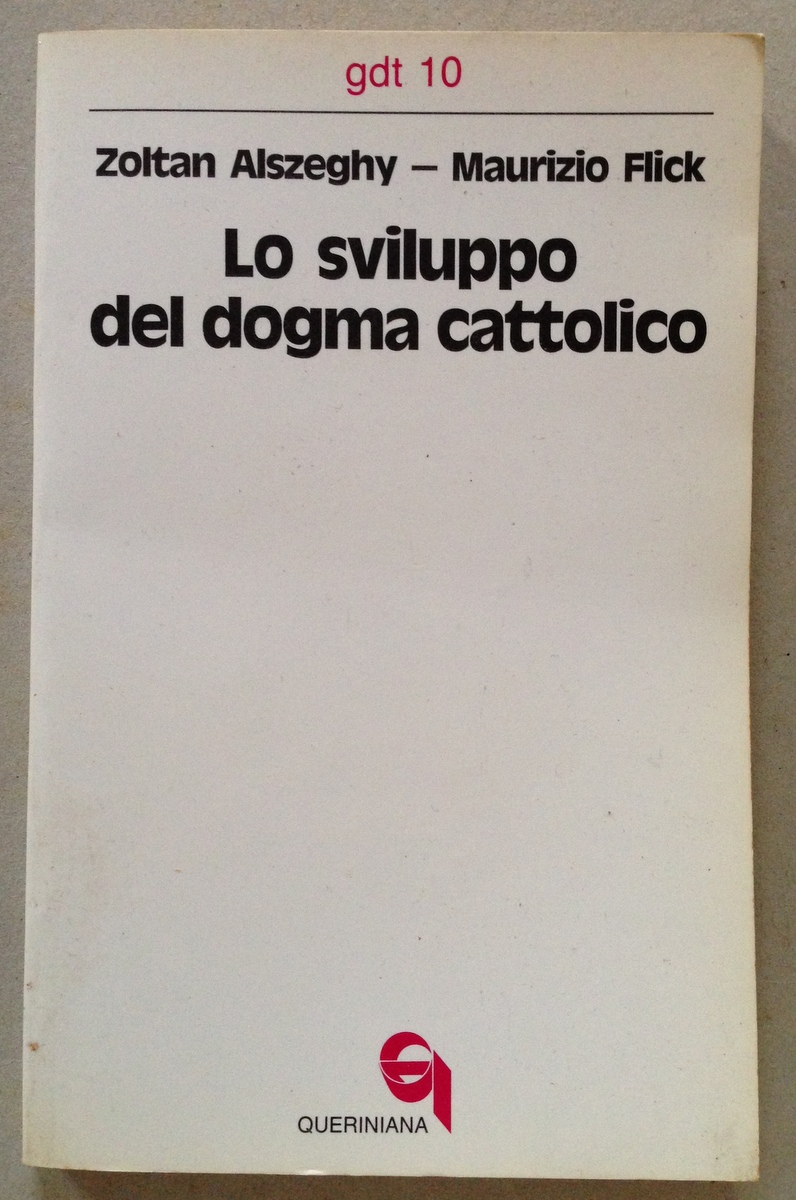 gdt 10
Zoltan Alszeghy – Maurizio Flick
Lo sviluppo
del dogma cattolico
QUERINIANA